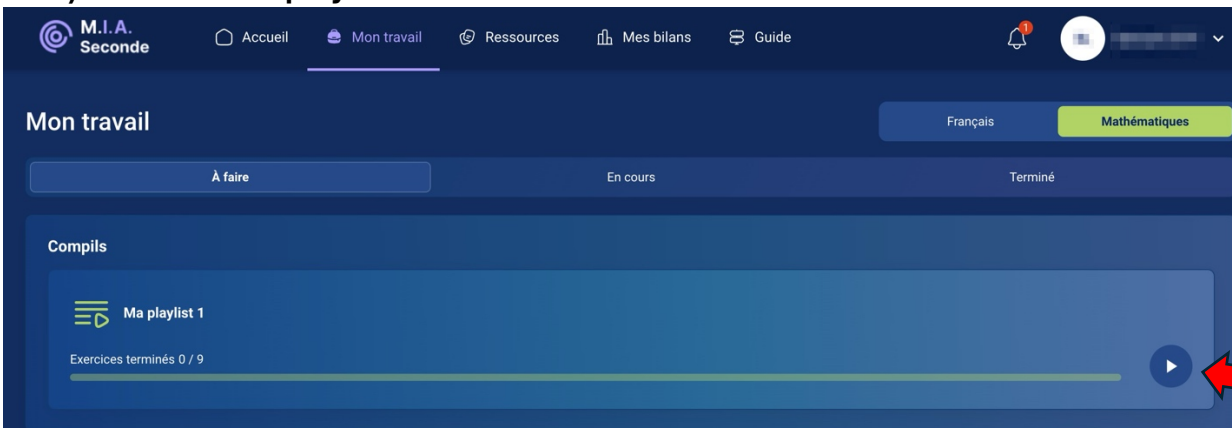 M.I.A.
Seconde
Accueil
Mon travail
Ressources
Mes bilans
Guide
1
Mon travail
Français
Mathématiques
À faire
En cours
Terminé
Compils
Ma playlist 1
Exercices terminés 0 / 9